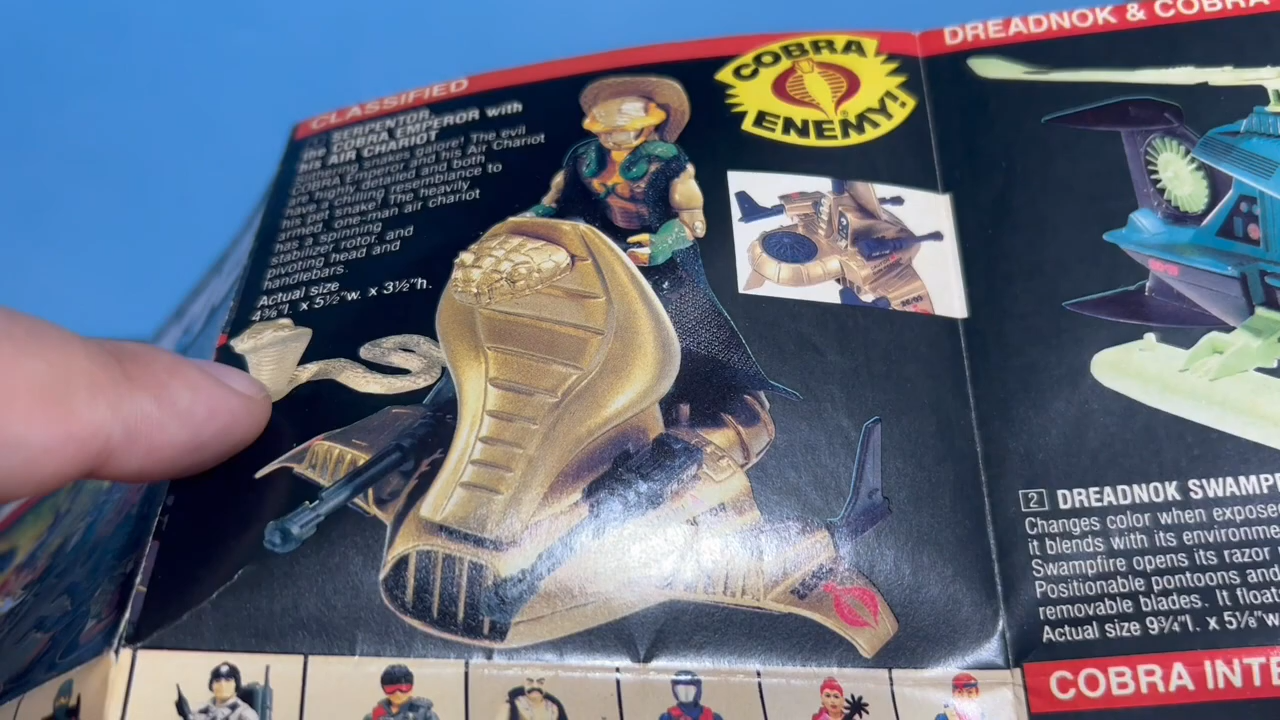 CLASSIFIED
SERPENTOR,
the COBRA EMPEROR with
his AIR CHARIOT
Slithering snakes galore! The evil
COBRA Emperor and his Air Chariot
are highly detailed and both
have a chilling resemblance to
his pet snake! The heavily
armed, one-man air chariot
has a spinning
stabilizer rotor, and
pivoting head and
handlebars.
Actual size
4⅜"l. x 5½"w. x 3½"h.
COBRA
ENEMY!
DREADNOK & COBRA
2 DREADNOK SWAMPF
Changes color when exposed
it blends with its environme
Swampfire opens its razor
Positionable pontoons and
removable blades. It float
Actual size 9¾"l. x 5⅛"w
COBRA INTE